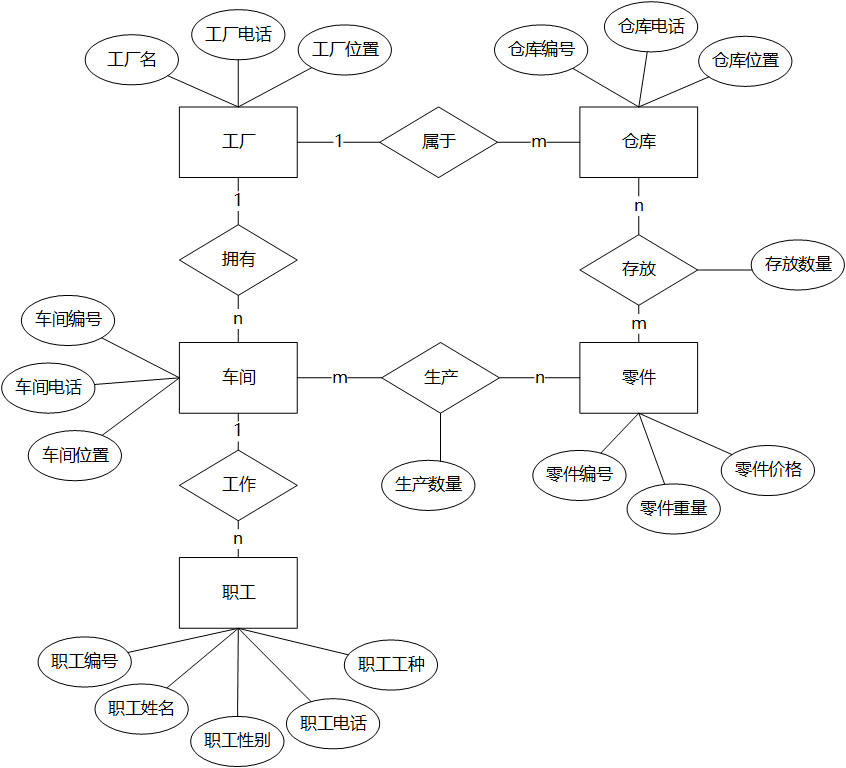 工厂名
工厂电话
工厂位置
仓库编号
仓库电话
仓库位置
工厂
1
属于
m
仓库
1
n
拥有
存放
存放数量
n
m
车间编号
车间电话
车间位置
车间
m
生产
n
零件
1
生产数量
零件编号
零件重量
零件价格
工作
n
职工
职工编号
职工姓名
职工性别
职工电话
职工工种